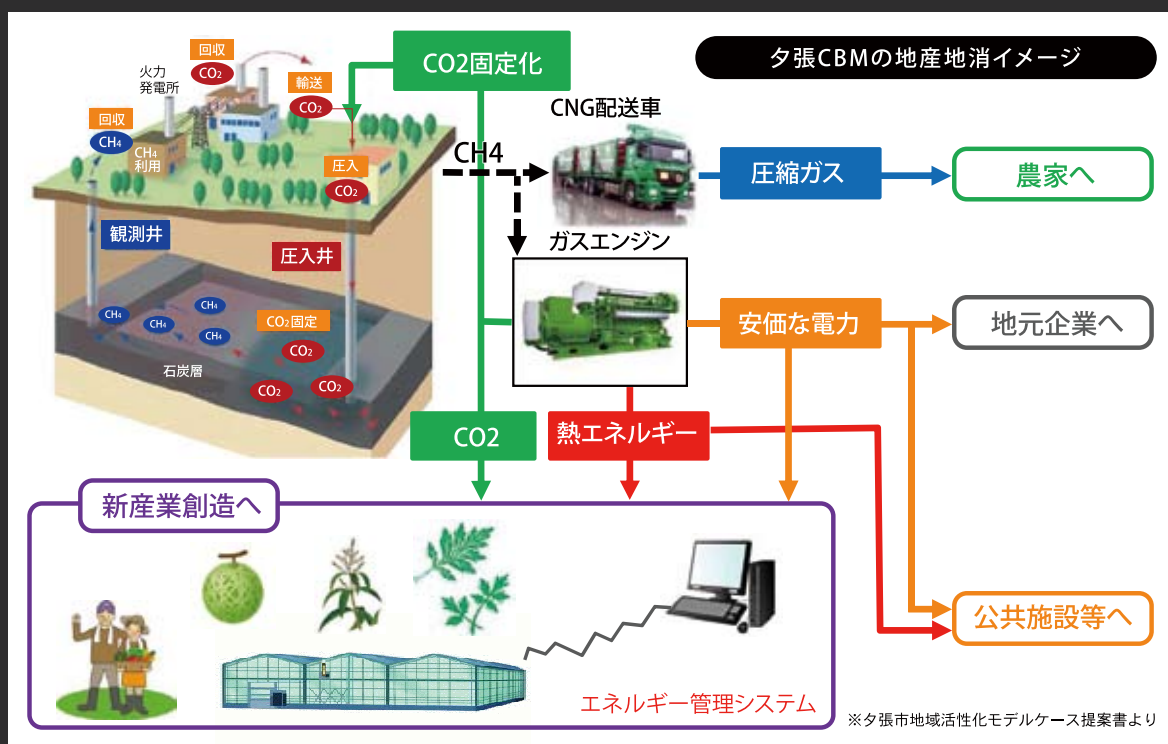 夕張CBMの地産地消イメージ
CO2固定化
回収
CO2
火力
発電所
輸送
CO2
回収
CH4
CH4
利用
圧入
CO2
観測井
圧入井
CH4
CH4
CH4
CH4
CO2固定
CO2
CO2
CO2
石炭層
CH4
CNG配送車
圧縮ガス
農家へ
ガスエンジン
安価な電力
地元企業へ
CO2
熱エネルギー
公共施設等へ
新産業創造へ
エネルギー管理システム
※夕張市地域活性化モデルケース提案書より